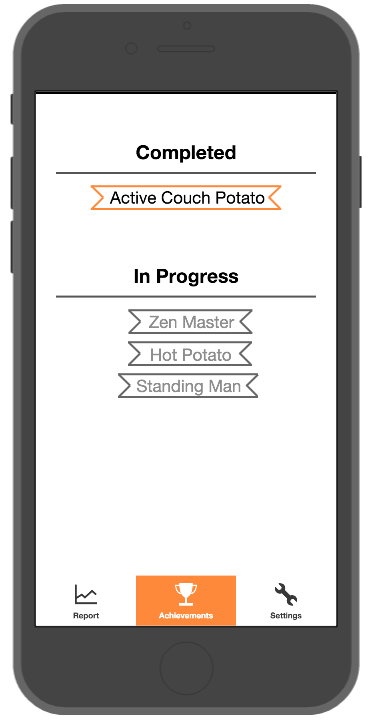 Completed
Active Couch Potato
In Progress
Zen Master
Hot Potato
Standing Man
Report
Achievements
Settings